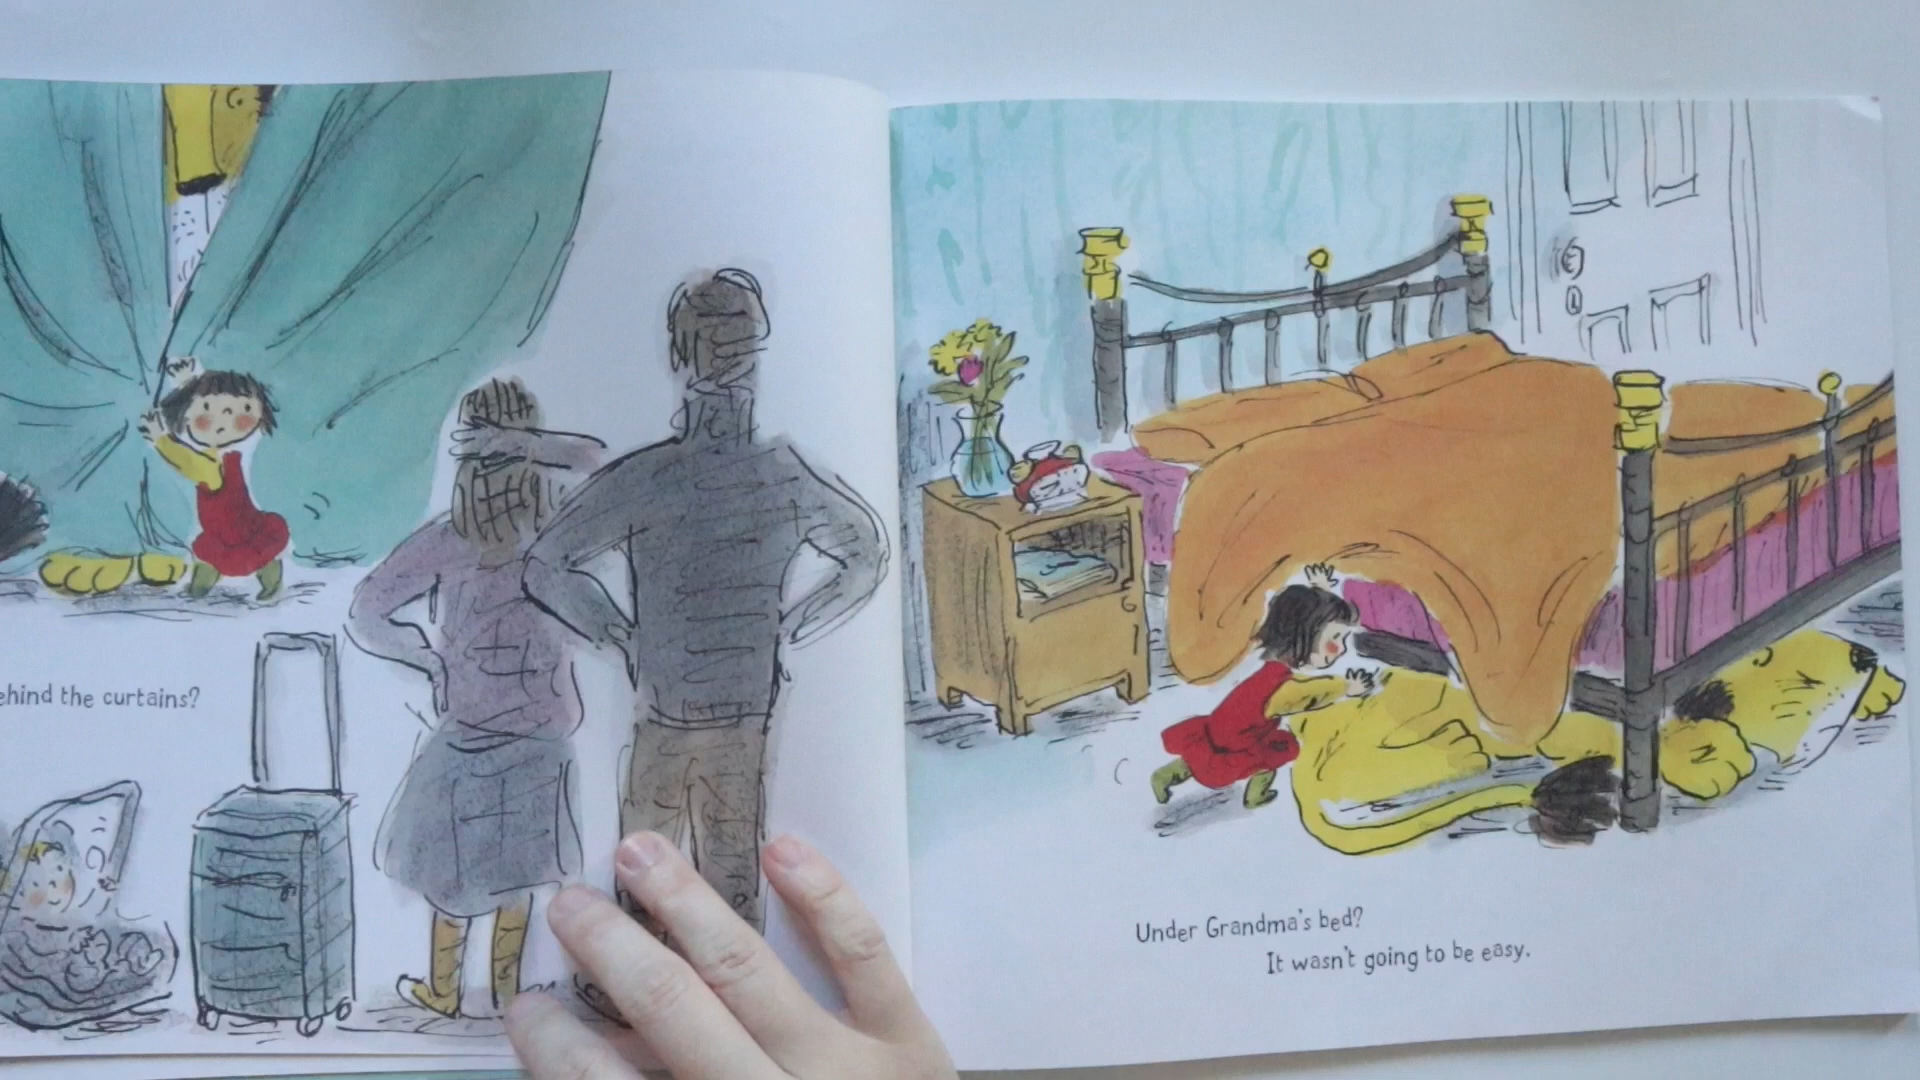 ehind the curtains?
Under Grandma's bed?
It wasn't going to be easy.